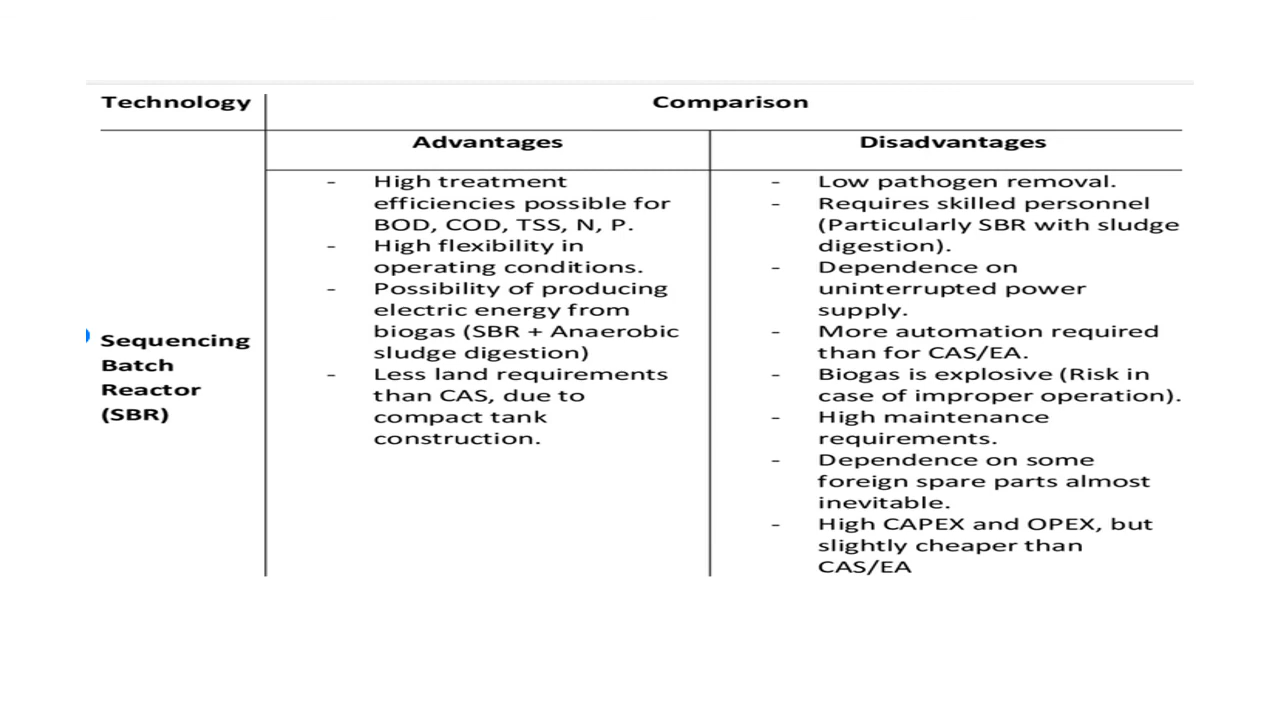 Technology
Comparison
Advantages
Disadvantages
Sequencing
Batch
Reactor
(SBR)
- High treatment
efficiencies possible for
BOD, COD, TSS, N, P.
- High flexibility in
operating conditions.
- Possibility of producing
electric energy from
biogas (SBR + Anaerobic
sludge digestion)
- Less land requirements
than CAS, due to
compact tank
construction.
- Low pathogen removal.
- Requires skilled personnel
(Particularly SBR with sludge
digestion).
- Dependence on
uninterrupted power
supply.
- More automation required
than for CAS/EA.
- Biogas is explosive (Risk in
case of improper operation).
- High maintenance
requirements.
- Dependence on some
foreign spare parts almost
inevitable.
- High CAPEX and OPEX, but
slightly cheaper than
CAS/EA